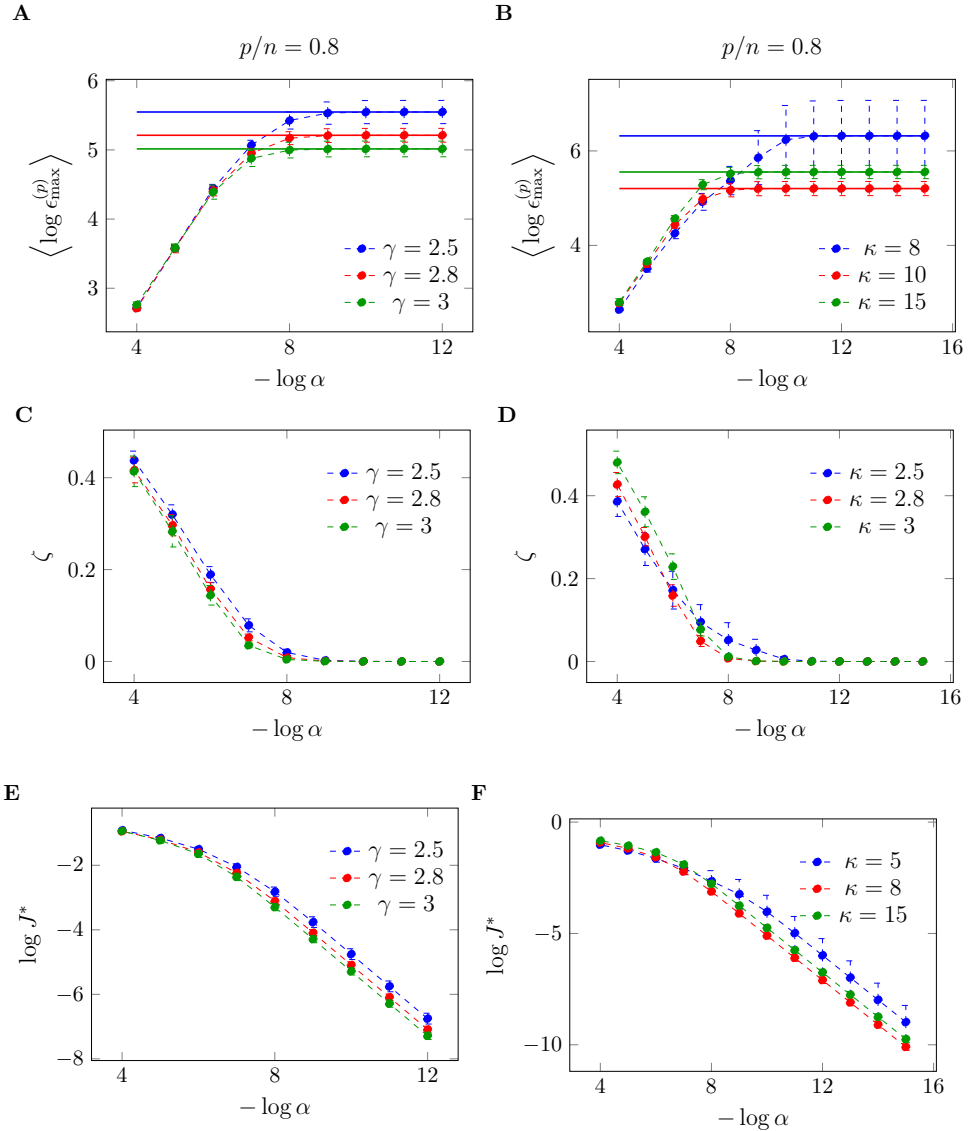 A
p/n = 0.8
⟨log ϵ_max^(p)⟩
6
5
4
3
γ = 2.5
γ = 2.8
γ = 3
4
8
12
− log α
B
p/n = 0.8
⟨log ϵ_max^(p)⟩
6
4
κ = 8
κ = 10
κ = 15
4
8
12
16
− log α
C
ζ
0.4
0.2
0
γ = 2.5
γ = 2.8
γ = 3
4
8
12
− log α
D
ζ
0.4
0.2
0
κ = 2.5
κ = 2.8
κ = 3
4
8
12
16
− log α
E
log J*
−2
−4
−6
−8
γ = 2.5
γ = 2.8
γ = 3
4
6
8
10
12
− log α
F
log J*
0
−5
−10
κ = 5
κ = 8
κ = 15
4
8
12
16
− log α